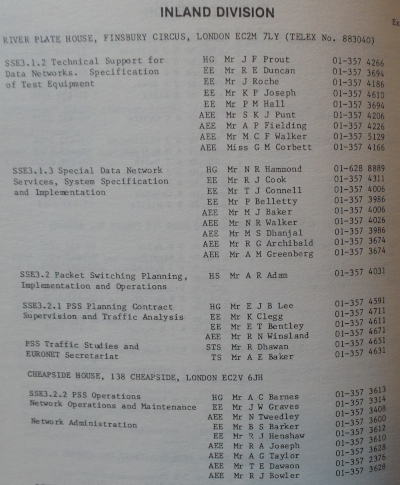 INLAND DIVISION
Ex
RIVER PLATE HOUSE, FINSBURY CIRCUS, LONDON EC2M 7LY (TELEX No. 883040)
SSE3.1.2 Technical Support for HG Mr J F Prout 01-357 4266
Data Networks. Specification EE Mr R E Duncan 01-357 3694
of Test Equipment EE Mr J Roche 01-357 4186
EE Mr K P Joseph 01-357 4610
EE Mr P M Hall 01-357 3694
AEE Mr S K J Punt 01-357 4206
AEE Mr A P Fielding 01-357 4226
AEE Mr M C F Walker 01-357 5129
AEE Miss G M Corbett 01-357 4166
SSE3.1.3 Special Data Network HG Mr N R Hammond 01-628 8889
Services, System Specification EE Mr R J Cook 01-357 4311
and Implementation EE Mr T J Connell 01-357 4006
EE Mr P Belletty 01-357 3986
AEE Mr M J Baker 01-357 4006
AEE Mr N R Walker 01-357 4026
AEE Mr M S Dhanjal 01-357 3986
AEE Mr R G Archibald 01-357 3674
AEE Mr A M Greenberg 01-357 3674
SSE3.2 Packet Switching Planning, HS Mr A R Adam 01-357 4031
Implementation and Operations
SSE3.2.1 PSS Planning Contract HG Mr E J B Lee 01-357 4591
Supervision and Traffic Analysis EE Mr K Clegg 01-357 4711
EE Mr E T Bentley 01-357 4611
AEE Mr R N Winsland 01-357 4671
PSS Traffic Studies and STS Mr R Dhawan 01-357 4651
EURONET Secretariat TS Mr A E Baker 01-357 4631
CHEAPSIDE HOUSE, 138 CHEAPSIDE, LONDON EC2V 6JH
SSE3.2.2 PSS Operations HG Mr A C Barnes 01-357 3613
Network Operations and Maintenance EE Mr J W Graves 01-357 3314
AEE Mr N Tweedley 01-357 3408
Network Administration EE Mr B S Barker 01-357 3600
EE Mr R J Henshaw 01-357 3612
AEE Mr R A Joseph 01-357 3610
AEE Mr A G Taylor 01-357 3628
AEE Mr T E Dawson 01-357 2376
AEE Mr R J Bowler 01-357 3628